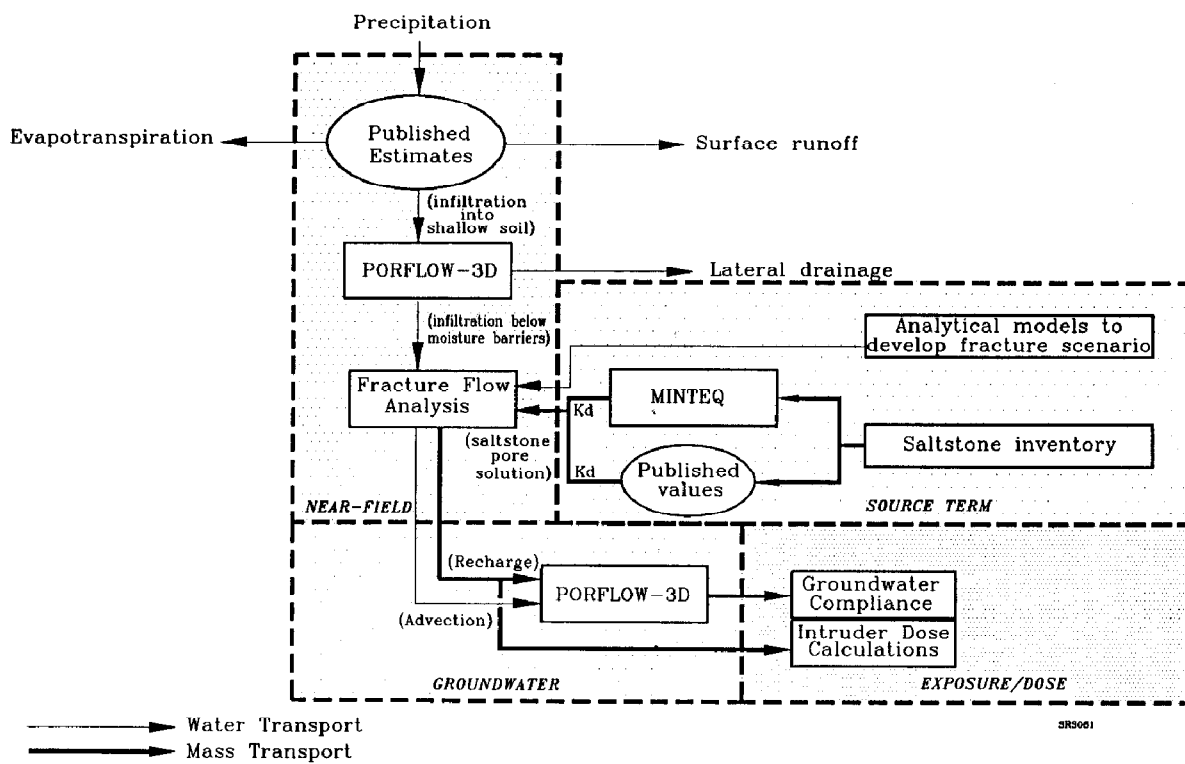 Precipitation
Evapotranspiration
Published
Estimates
Surface runoff
(infiltration
into
shallow soil)
PORFLOW-3D
Lateral drainage
(infiltration below
moisture barriers)
Analytical models to
develop fracture scenario
Fracture Flow
Analysis
Kd
MINTEQ
Saltstone inventory
(saltstone
pore
solution)
Kd
Published
values
NEAR-FIELD
SOURCE TERM
(Recharge)
PORFLOW-3D
(Advection)
Groundwater
Compliance
Intruder Dose
Calculations
GROUNDWATER
EXPOSURE/DOSE
Water Transport
Mass Transport
SRS061